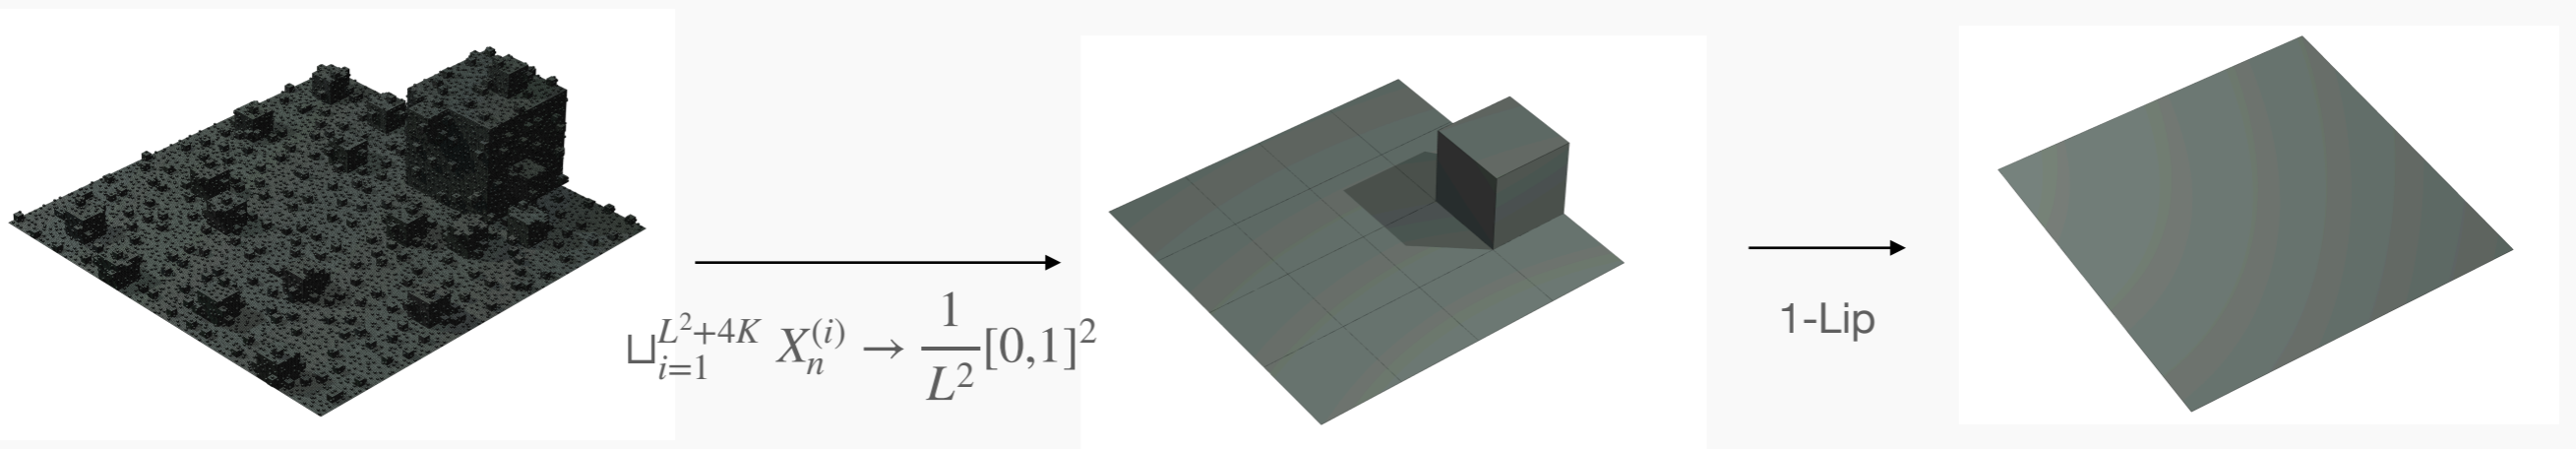 ⊔_{i=1}^{L^2+4K} X_n^{(i)} → \frac{1}{L^2}[0,1]^2
1-Lip